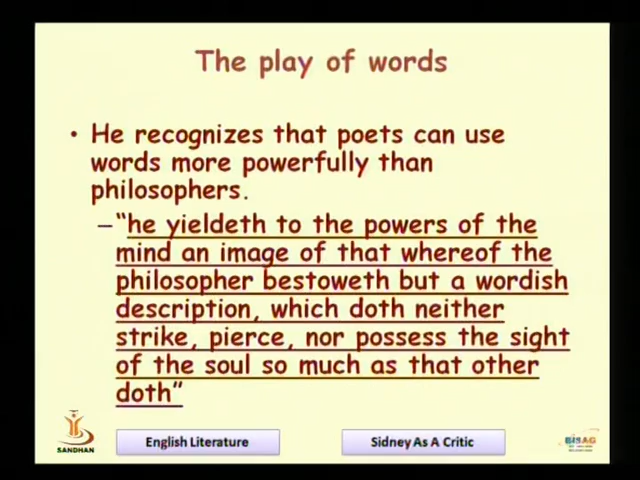 The play of words
• He recognizes that poets can use
words more powerfully than
philosophers.
–“he yieldeth to the powers of the
mind an image of that whereof the
philosopher bestoweth but a wordish
description, which doth neither
strike, pierce, nor possess the sight
of the soul so much as that other
doth”
SANDHAN
English Literature
Sidney As A Critic
BISAG